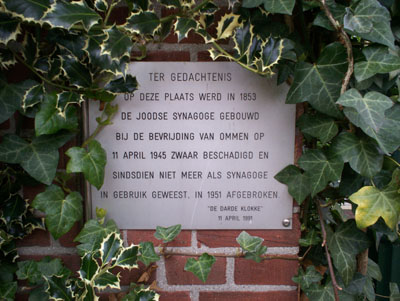 TER GEDACHTENIS
OP DEZE PLAATS WERD IN 1853
DE JOODSE SYNAGOGE GEBOUWD
BIJ DE BEVRIJDING VAN OMMEN OP
11 APRIL 1945 ZWAAR BESCHADIGD EN
SINDSDIEN NIET MEER ALS SYNAGOGE
IN GEBRUIK GEWEEST, IN 1951 AFGEBROKEN.
"DE DARDE KLOKKE"
11 APRIL 1991